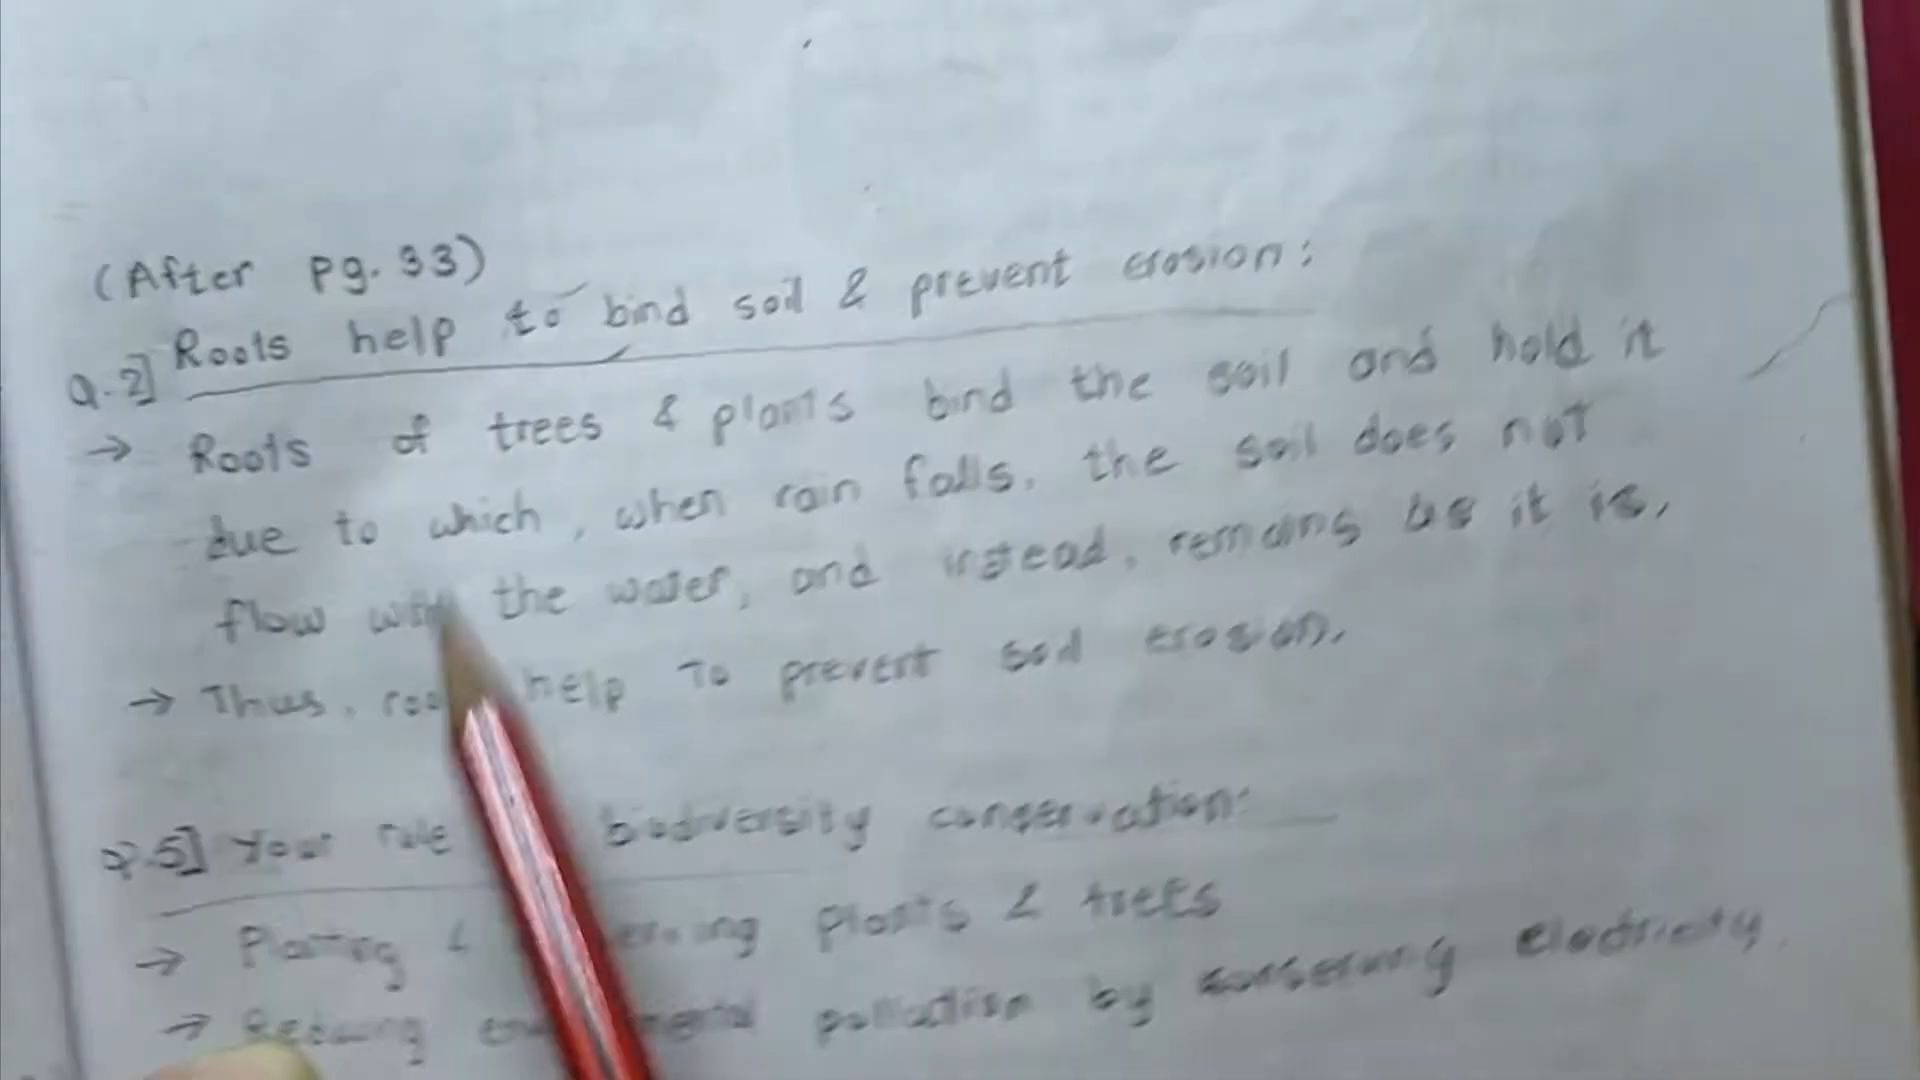 (After pg. 33)
Q.2] Roots help to bind soil & prevent erosion:
→ Roots of trees & plants bind the soil and hold it
due to which, when rain falls, the soil does not
flow with the water, and instead, remains as it is.
→ Thus, help to prevent soil erosion.
Q.5] Your role biodiversity conservation:
→ Planting & plants & trees
→ Reducing pollution by conserving electricity.